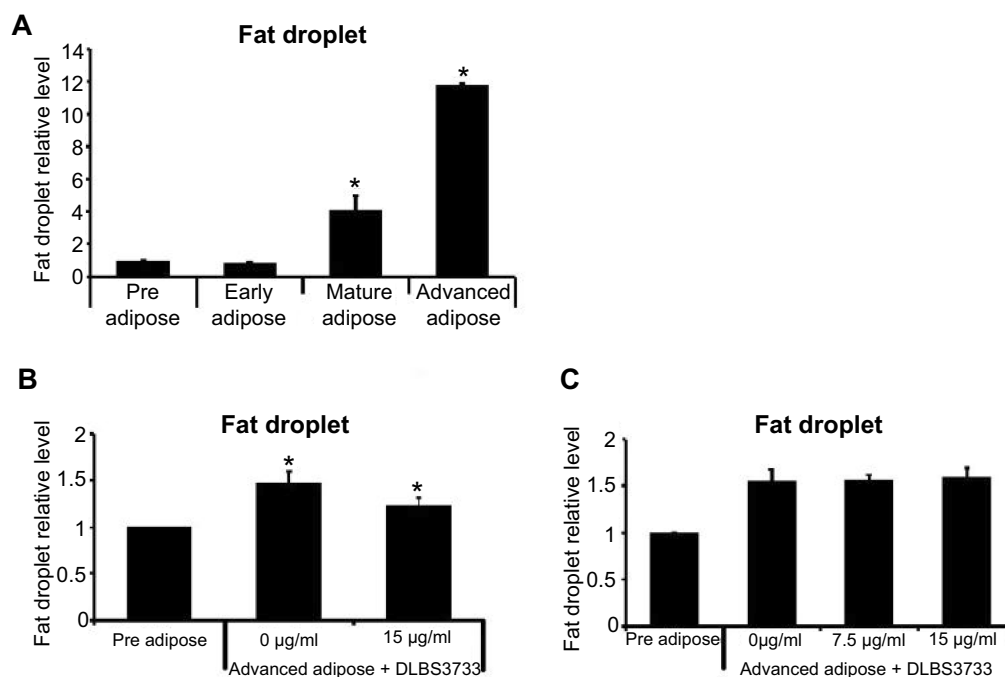 A
Fat droplet
Fat droplet relative level
14
12
10
8
6
4
2
0
*
*
Pre adipose
Early adipose
Mature adipose
Advanced adipose
B
Fat droplet
Fat droplet relative level
2
1.5
1
0.5
0
*
*
Pre adipose
0 µg/ml
15 µg/ml
Advanced adipose + DLBS3733
C
Fat droplet
Fat droplet relative level
2
1.5
1
0.5
0
Pre adipose
0µg/ml
7.5 µg/ml
15 µg/ml
Advanced adipose + DLBS3733